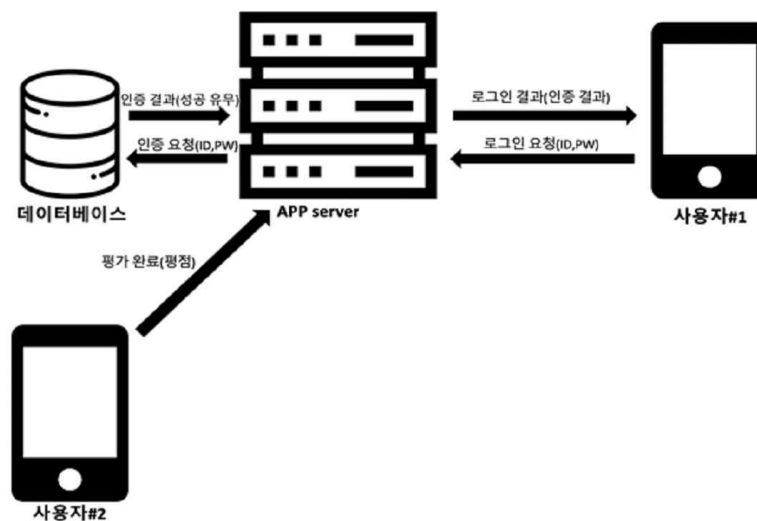 인증 결과(성공 유무)
로그인 결과(인증 결과)
인증 요청(ID,PW)
로그인 요청(ID,PW)
데이터베이스
APP server
사용자#1
평가 완료(평점)
사용자#2